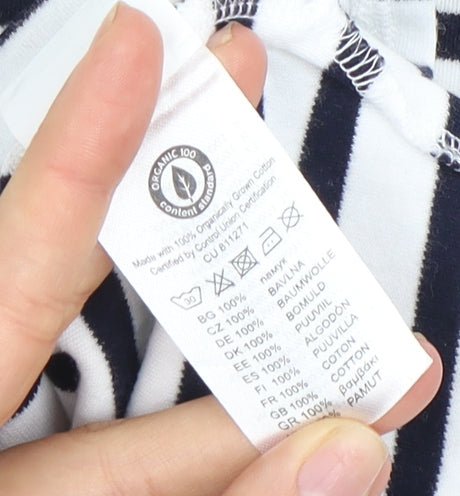 ORGANIC 100
content standard
Made with 100% Organically Grown Cotton
Certified by Control Union Certification
CU 811271
30
BG 100% памук
CZ 100% BAVLNA
DE 100% BAUMWOLLE
DK 100% BOMULD
EE 100% PUUVIIL
ES 100% ALGODÓN
FI 100% PUUVILLA
FR 100% COTON
GB 100% COTTON
GR 100% βαμβάκι
PAMUT